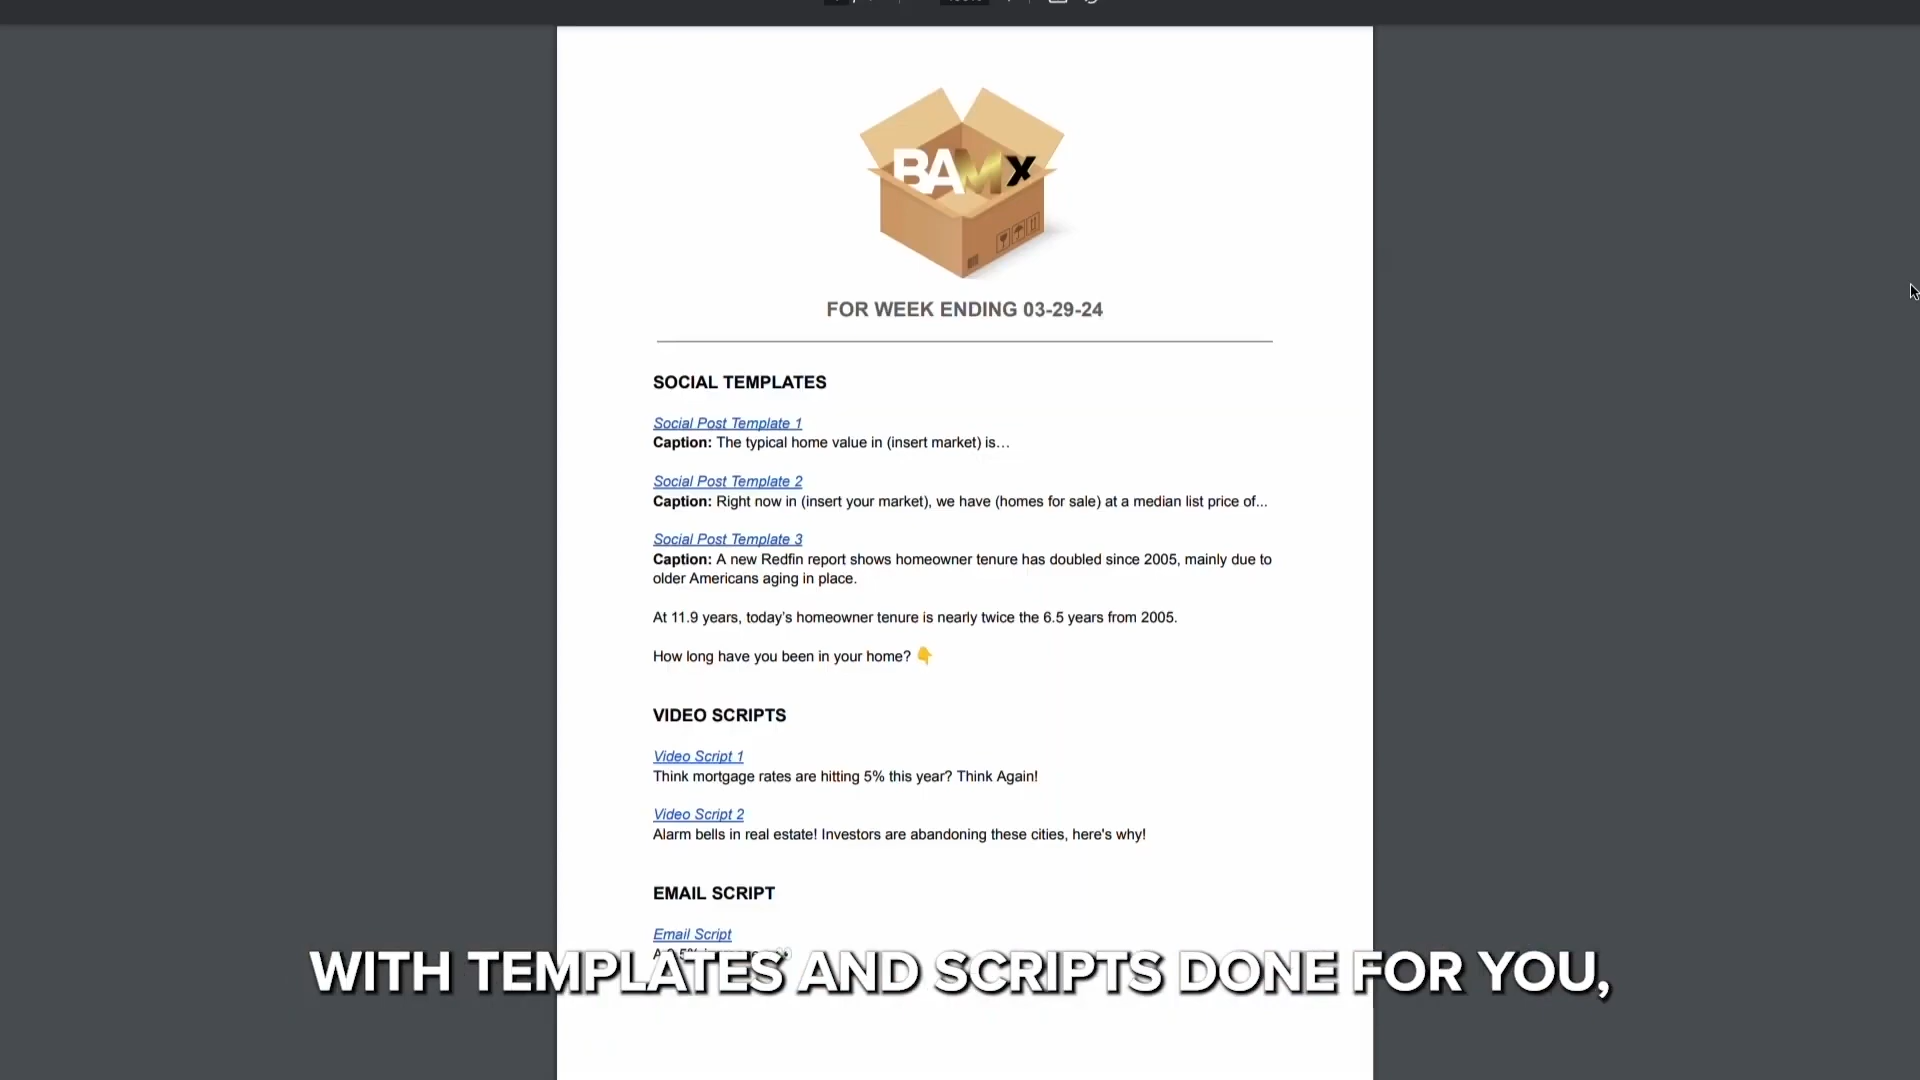 BAMx
FOR WEEK ENDING 03-29-24
SOCIAL TEMPLATES
Social Post Template 1
Caption: The typical home value in (insert market) is…
Social Post Template 2
Caption: Right now in (insert your market), we have (homes for sale) at a median list price of...
Social Post Template 3
Caption: A new Redfin report shows homeowner tenure has doubled since 2005, mainly due to
older Americans aging in place.
At 11.9 years, today’s homeowner tenure is nearly twice the 6.5 years from 2005.
How long have you been in your home? 👇
VIDEO SCRIPTS
Video Script 1
Think mortgage rates are hitting 5% this year? Think Again!
Video Script 2
Alarm bells in real estate! Investors are abandoning these cities, here's why!
EMAIL SCRIPT
Email Script
WITH TEMPLATES AND SCRIPTS DONE FOR YOU,